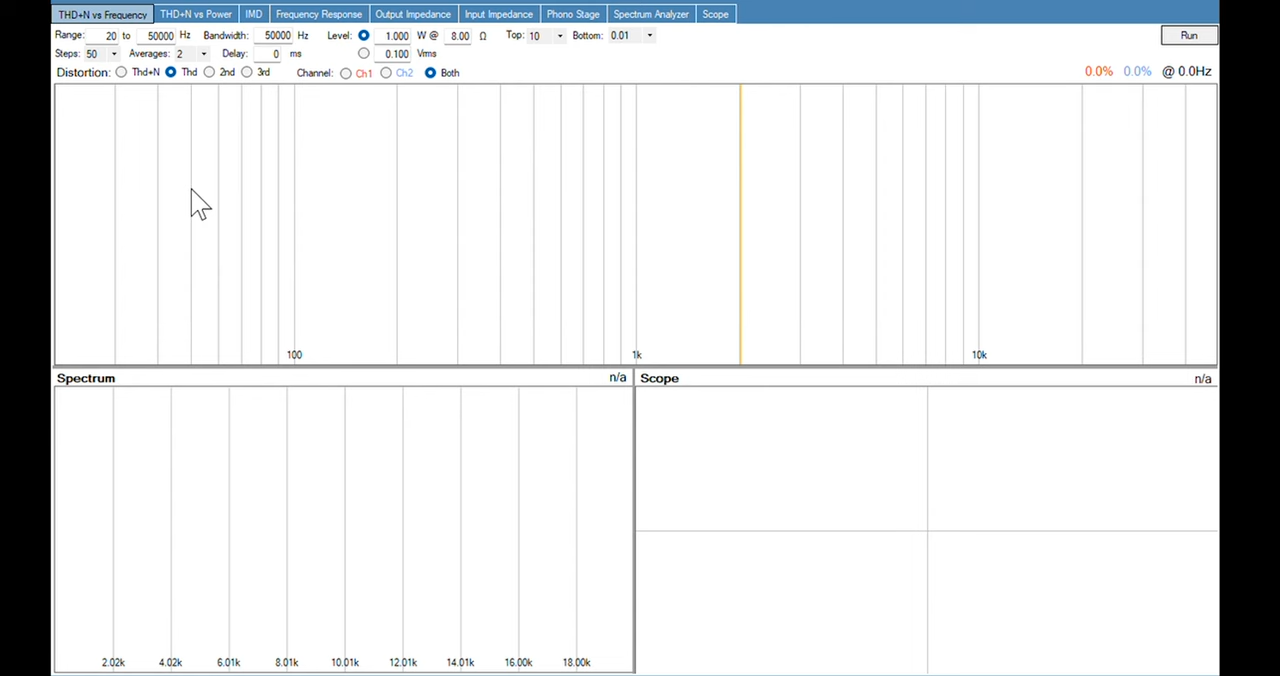 THD+N vs Frequency THD+N vs Power IMD Frequency Response Output Impedance Input Impedance Phono Stage Spectrum Analyzer Scope
Range: 20 to 50000 Hz Bandwidth: 50000 Hz Level: 1.000 W @ 8.00 Ω Top: 10 Bottom: 0.01 Run
Steps: 50 Averages: 2 Delay: 0 ms 0.100 Vrms
Distortion: Thd+N Thd 2nd 3rd Channel: Ch1 Ch2 Both 0.0% 0.0% @ 0.0Hz
100 1k 10k
Spectrum n/a Scope n/a
2.02k 4.02k 6.01k 8.01k 10.01k 12.01k 14.01k 16.00k 18.00k